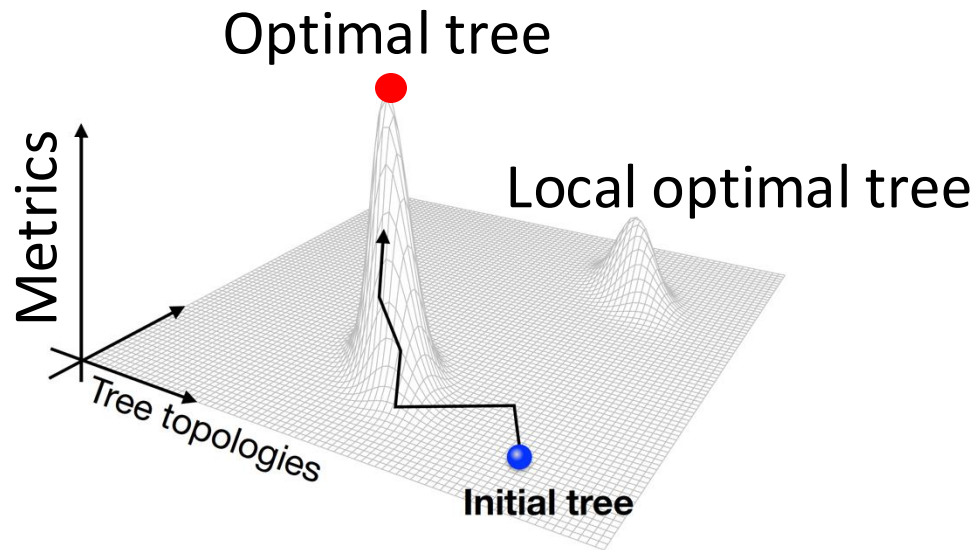 Optimal tree
Local optimal tree
Metrics
Tree topologies
Initial tree